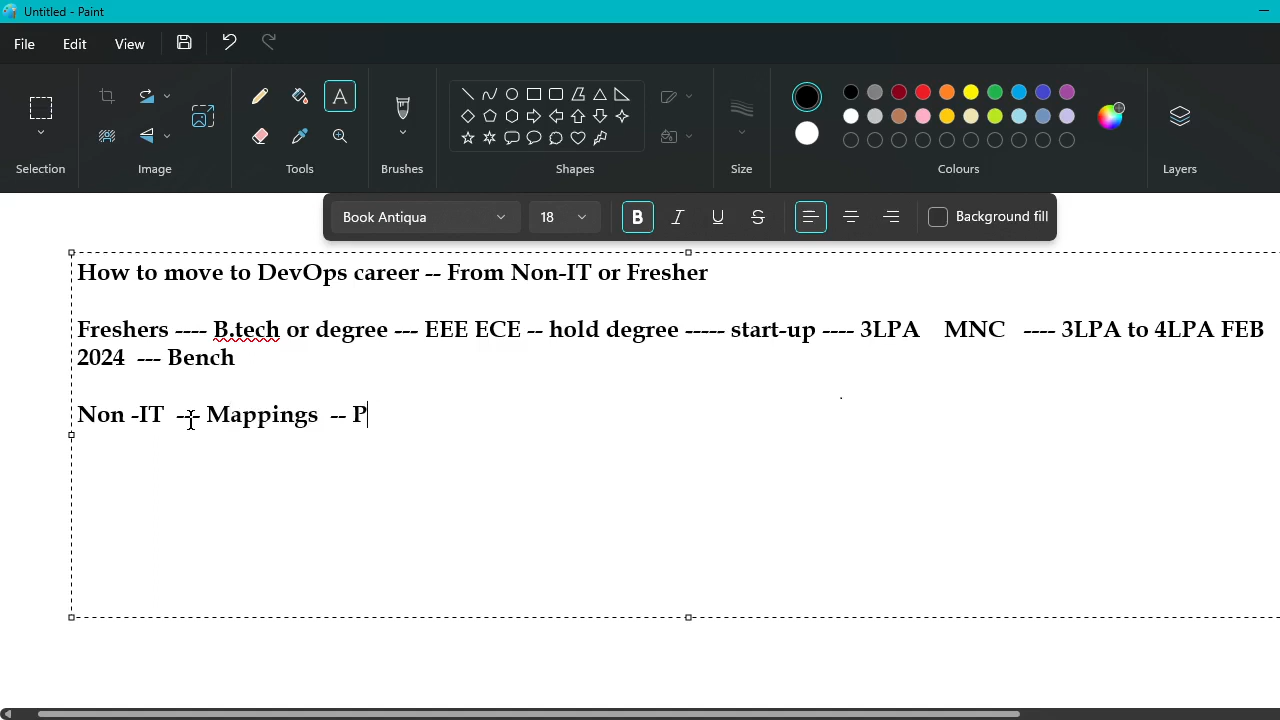 Untitled - Paint
File Edit View
Selection Image Tools Brushes Shapes Size Colours Layers
Book Antiqua 18 B I U S Background fill
How to move to DevOps career -- From Non-IT or Fresher
Freshers ---- B.tech or degree --- EEE ECE -- hold degree ----- start-up ---- 3LPA MNC ---- 3LPA to 4LPA FEB
2024 --- Bench
Non -IT --- Mappings -- P